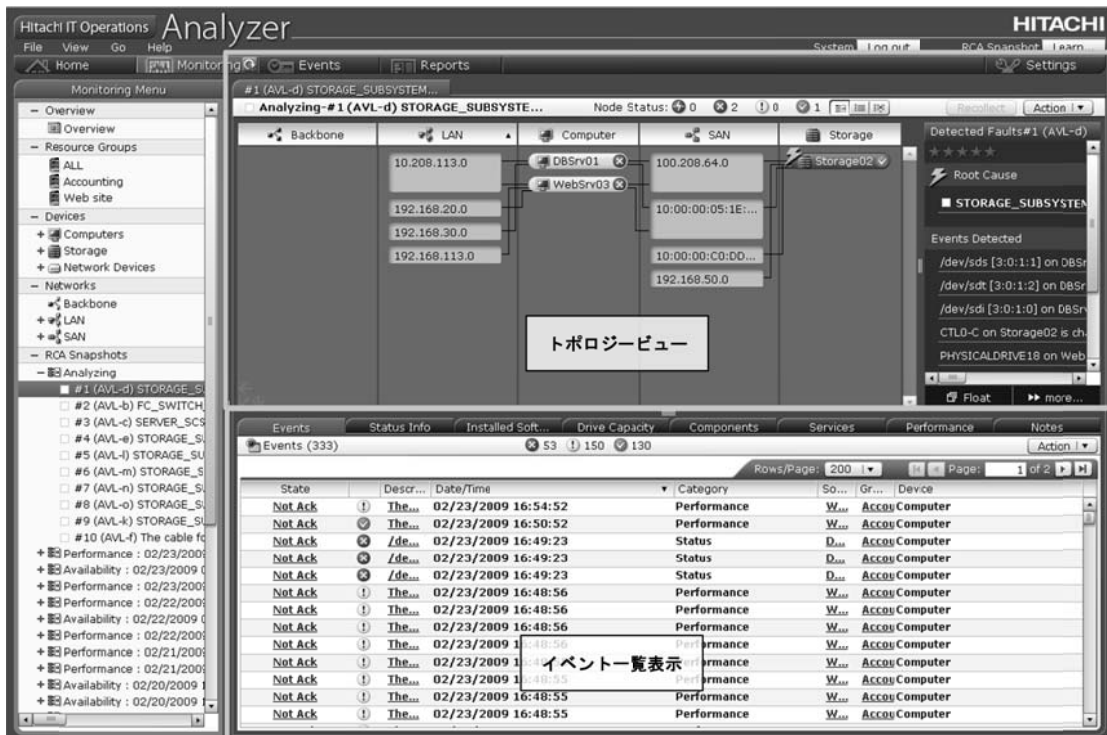 Hitachi IT Operations Analyzer
HITACHI
File View Go Help
System Log out RCA Snapshot Learn...
Home Monitoring Events Reports Settings
Monitoring Menu
− Overview
Overview
− Resource Groups
ALL
Accounting
Web site
− Devices
+ Computers
+ Storage
+ Network Devices
− Networks
Backbone
+ LAN
+ SAN
− RCA Snapshots
− Analyzing
#1 (AVL-d) STORAGE_S
#2 (AVL-b) FC_SWITCH_
#3 (AVL-c) SERVER_SCS
#4 (AVL-e) STORAGE_SU
#5 (AVL-l) STORAGE_SU
#6 (AVL-m) STORAGE_S
#7 (AVL-n) STORAGE_S
#8 (AVL-o) STORAGE_S
#9 (AVL-k) STORAGE_SU
#10 (AVL-f) The cable fo
+ Performance : 02/23/200
+ Availability : 02/23/2009
+ Performance : 02/23/200
+ Performance : 02/22/200
+ Availability : 02/22/2009
+ Performance : 02/22/200
+ Performance : 02/21/200
+ Performance : 02/21/200
+ Availability : 02/20/2009 1
+ Availability : 02/20/2009 1
#1 (AVL-d) STORAGE_SUBSYSTEM...
Analyzing-#1 (AVL-d) STORAGE_SUBSYSTE... Node Status: 0 2 0 1 Recollect Action
Backbone LAN Computer SAN Storage
10.208.113.0 DBSrv01 100.208.64.0 Storage02
WebSrv03
192.168.20.0 10:00:00:05:1E:...
192.168.30.0
192.168.113.0 10:00:00:C0:DD...
192.168.50.0
トポロジービュー
Detected Faults#1 (AVL-d)
Root Cause
STORAGE_SUBSYSTEM
Events Detected
/dev/sds [3:0:1:1] on DBSr
/dev/sdt [3:0:1:2] on DBSr
/dev/sdi [3:0:1:0] on DBSr
CTL0-C on Storage02 is ch
PHYSICALDRIVE18 on Web
Float more...
Events Status Info Installed Soft... Drive Capacity Components Services Performance Notes
Events (333) 53 150 130 Action
Rows/Page: 200 Page: 1 of 2
State Descr... Date/Time Category So... Gr... Device
Not Ack The... 02/23/2009 16:54:52 Performance W... Accou Computer
Not Ack The... 02/23/2009 16:50:52 Performance W... Accou Computer
Not Ack /de... 02/23/2009 16:49:23 Status D... Accou Computer
Not Ack /de... 02/23/2009 16:49:23 Status D... Accou Computer
Not Ack /de... 02/23/2009 16:49:23 Status D... Accou Computer
Not Ack The... 02/23/2009 16:48:56 Performance W... Accou Computer
Not Ack The... 02/23/2009 16:48:56 Performance W... Accou Computer
Not Ack The... 02/23/2009 16:48:56 Performance W... Accou Computer
Not Ack The... 02/23/2009 16:48:56 Performance W... Accou Computer
Not Ack The... 02/23/2009 Performance W... Accou Computer
Not Ack The... 02/23/2009 16:48:55 Performance W... Accou Computer
Not Ack The... 02/23/2009 16:48:55 Performance W... Accou Computer
Not Ack The... 02/23/2009 16:48:55 Performance W... Accou Computer
イベント一覧表示